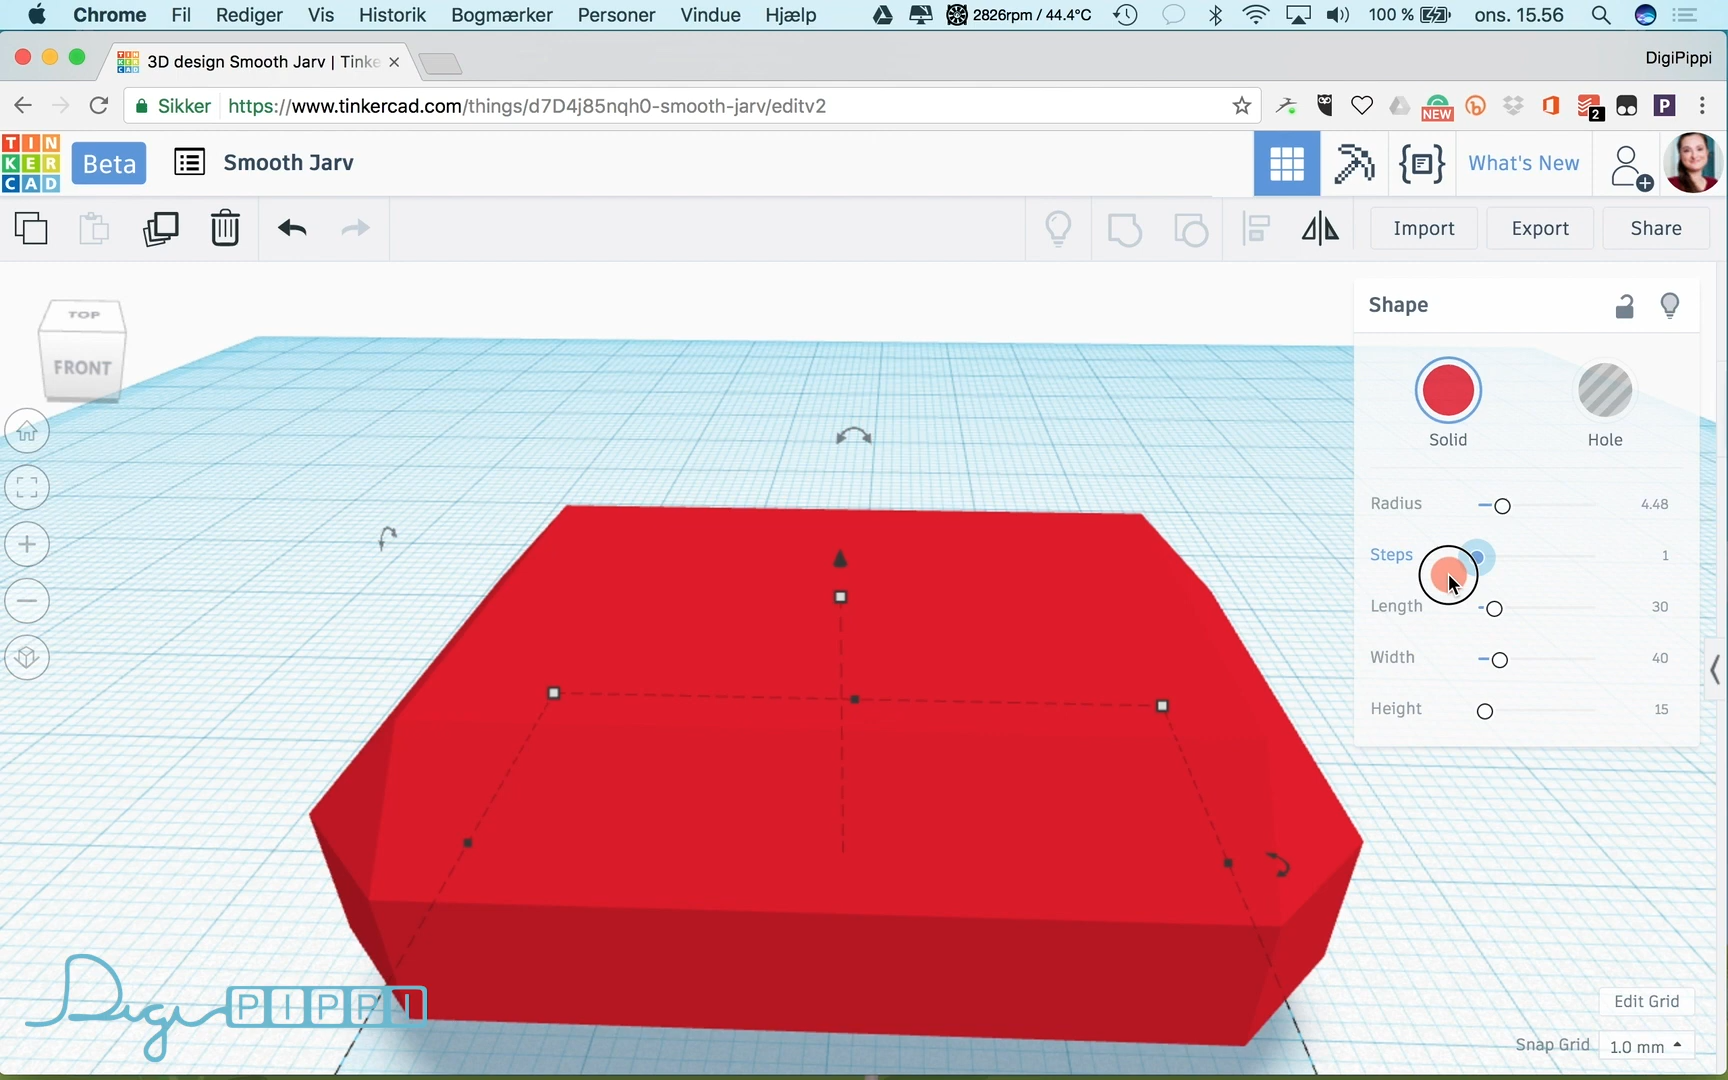 Chrome Fil Rediger Vis Historik Bogmærker Personer Vindue Hjælp 2826rpm / 44.4°C 100 % ons. 15.56
3D design Smooth Jarv | Tinke
DigiPippi
Sikker https://www.tinkercad.com/things/d7D4j85nqh0-smooth-jarv/editv2
NEW
2
P
TIN
KER
CAD
Beta
Smooth Jarv
What's New
Import Export Share
TOP
FRONT
Shape
Solid Hole
Radius 4.48
Steps 1
Length 30
Width 40
Height 15
Digi PIPPI
Edit Grid
Snap Grid 1.0 mm